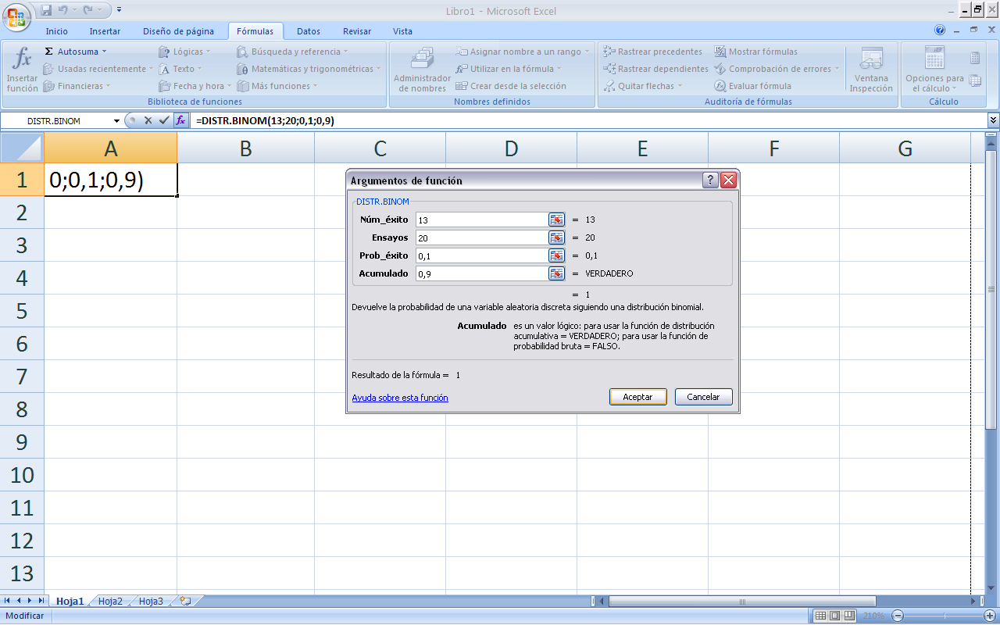 Libro1 - Microsoft Excel
Inicio Insertar Diseño de página Fórmulas Datos Revisar Vista
fx Insertar función
Σ Autosuma
Usadas recientemente
Financieras
Lógicas
Texto
Fecha y hora
Búsqueda y referencia
Matemáticas y trigonométricas
Más funciones
Biblioteca de funciones
Administrador de nombres
Asignar nombre a un rango
Utilizar en la fórmula
Crear desde la selección
Nombres definidos
Rastrear precedentes
Rastrear dependientes
Quitar flechas
Mostrar fórmulas
Comprobación de errores
Evaluar fórmula
Auditoría de fórmulas
Ventana Inspección
Opciones para el cálculo
Cálculo
DISTR.BINOM fx =DISTR.BINOM(13;20;0,1;0,9)
A B C D E F G
1 0;0,1;0,9)
2
3
4
5
6
7
8
9
10
11
12
13
Argumentos de función
DISTR.BINOM
Núm_éxito 13 = 13
Ensayos 20 = 20
Prob_éxito 0,1 = 0,1
Acumulado 0,9 = VERDADERO
= 1
Devuelve la probabilidad de una variable aleatoria discreta siguiendo una distribución binomial.
Acumulado es un valor lógico: para usar la función de distribución
acumulativa = VERDADERO; para usar la función de
probabilidad bruta = FALSO.
Resultado de la fórmula = 1
Ayuda sobre esta función Aceptar Cancelar
Hoja1 Hoja2 Hoja3
Modificar 210%